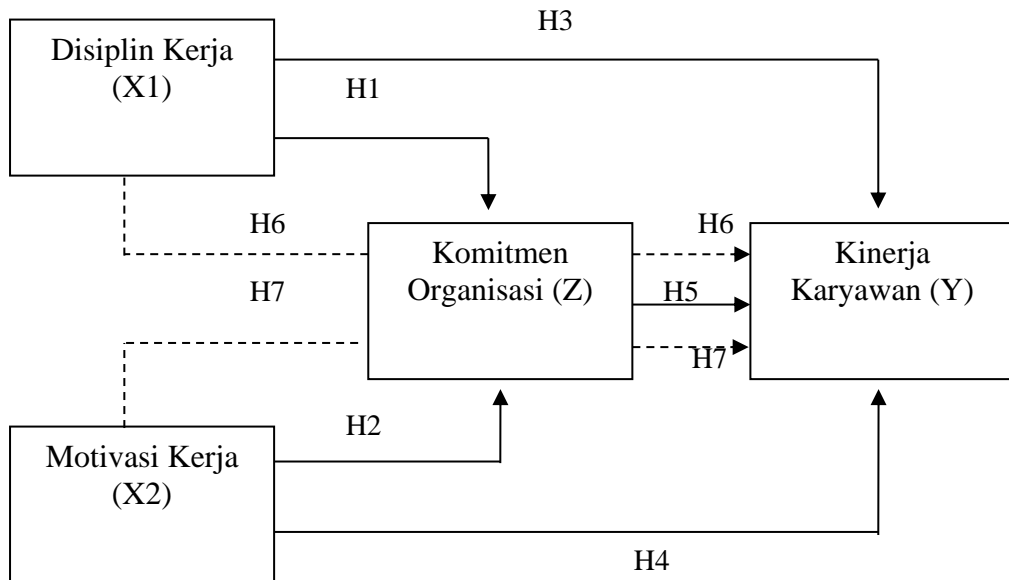 H3
Disiplin Kerja
(X1)
H1
H6
H6
Komitmen
Organisasi (Z)
Kinerja
Karyawan (Y)
H7
H5
H7
H2
Motivasi Kerja
(X2)
H4